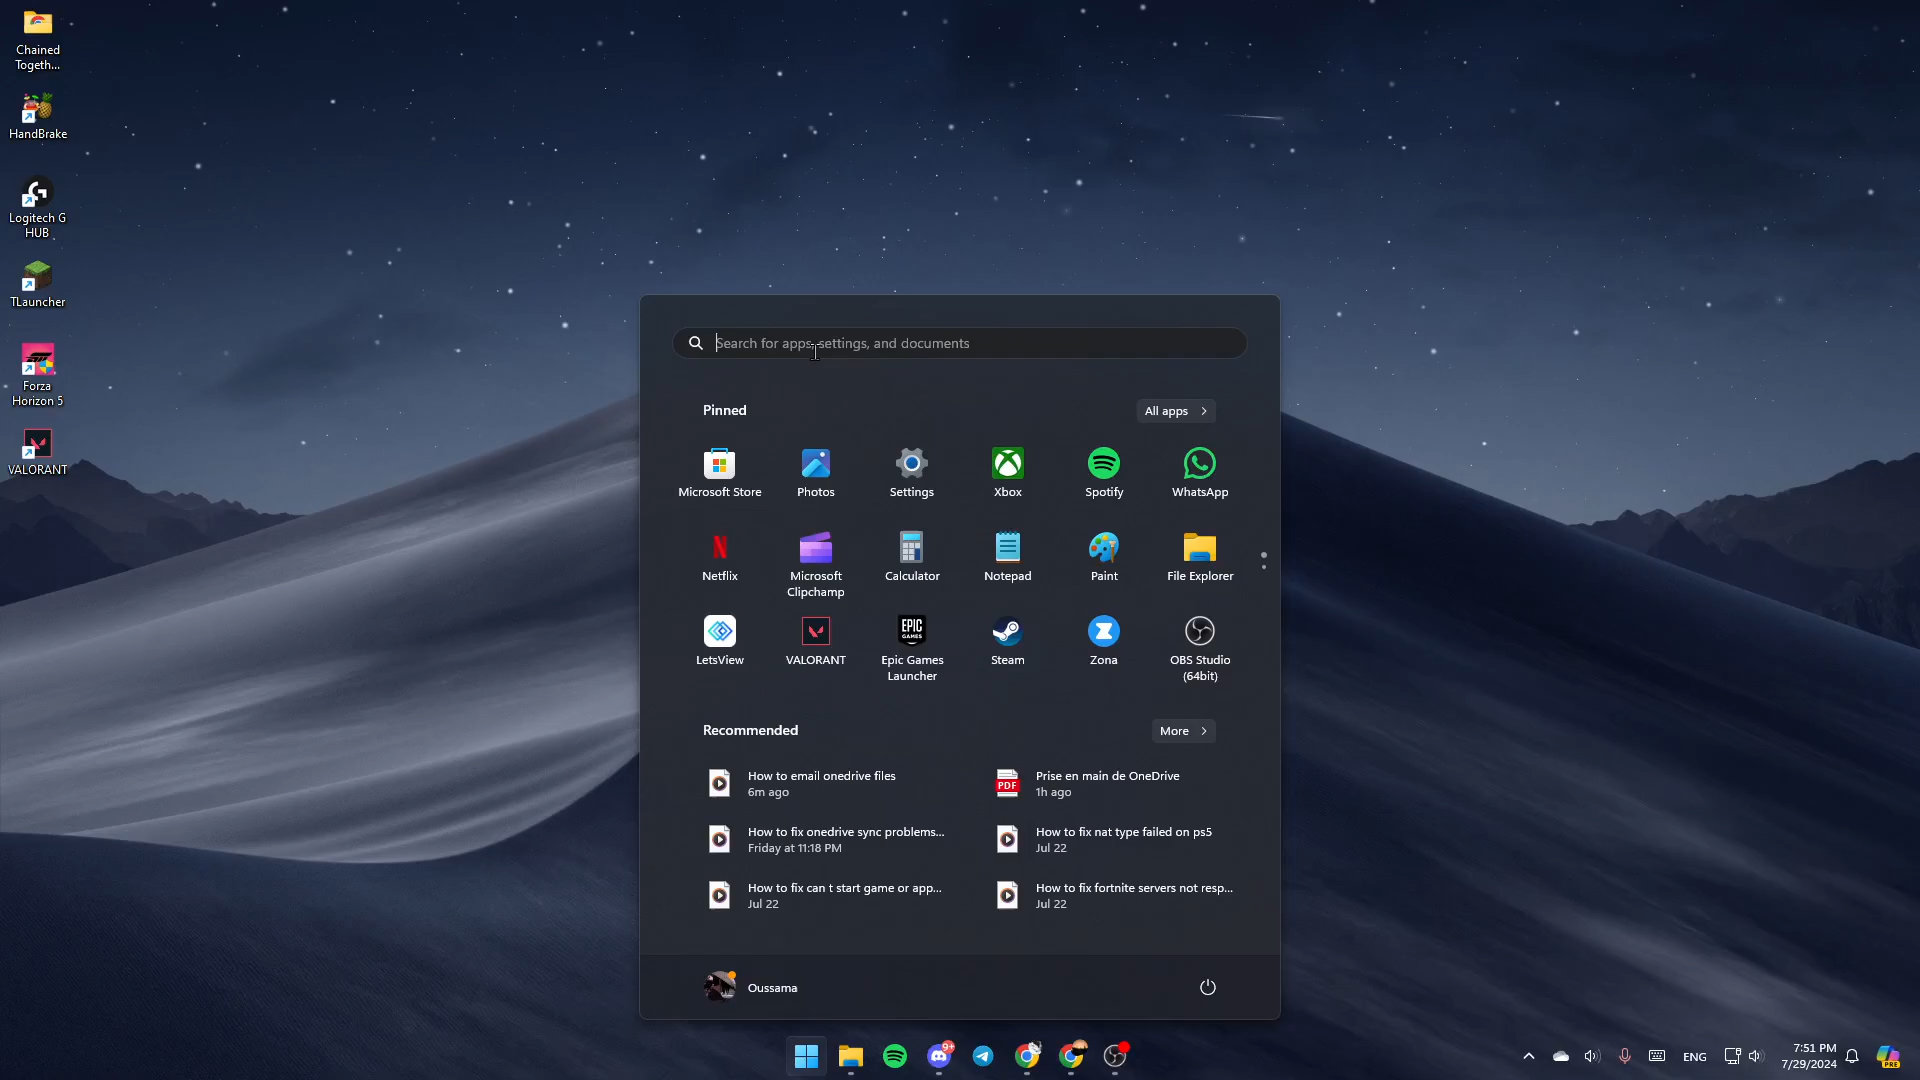 Chained
Togeth...
HandBrake
Logitech G
HUB
TLauncher
Forza
Horizon 5
VALORANT
Search for apps, settings, and documents
Pinned
All apps
Microsoft Store
Photos
Settings
Xbox
Spotify
WhatsApp
Netflix
Microsoft
Clipchamp
Calculator
Notepad
Paint
File Explorer
EPIC
GAMES
LetsView
VALORANT
Epic Games
Launcher
Steam
Zona
OBS Studio
(64bit)
Recommended
More
How to email onedrive files
6m ago
PDF
Prise en main de OneDrive
1h ago
How to fix onedrive sync problems...
Friday at 11:18 PM
How to fix nat type failed on ps5
Jul 22
How to fix can t start game or app...
Jul 22
How to fix fortnite servers not resp...
Jul 22
Oussama
9+
ENG
7:51 PM
7/29/2024
PRE